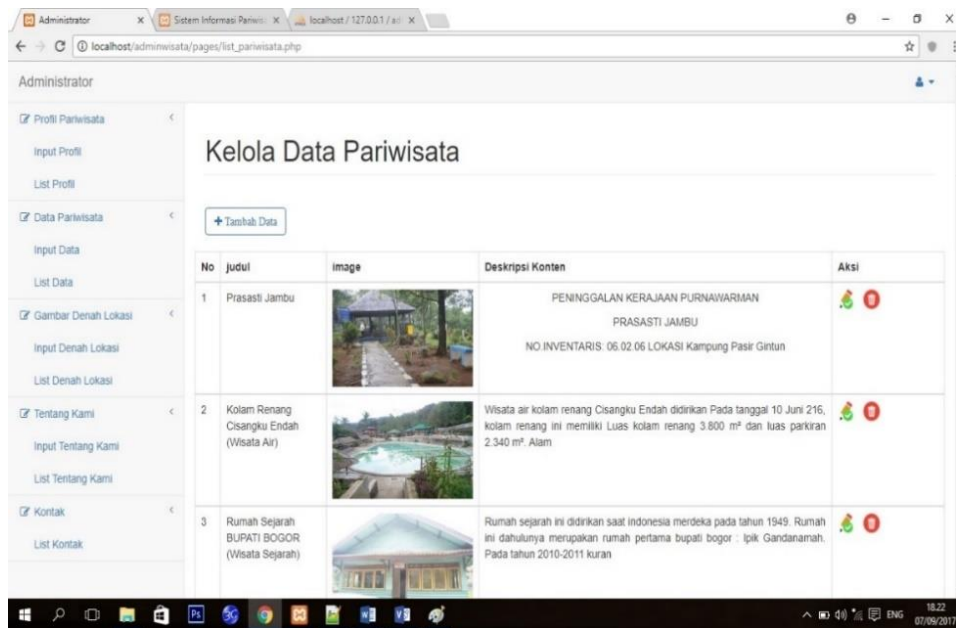 Administrator
Sistem Informasi Pariwis
localhost / 127.0.0.1 / ad
localhost/adminwisata/pages/list_pariwisata.php
Administrator
Profil Pariwisata
Input Profil
List Profil
Data Pariwisata
Input Data
List Data
Gambar Denah Lokasi
Input Denah Lokasi
List Denah Lokasi
Tentang Kami
Input Tentang Kami
List Tentang Kami
Kontak
List Kontak
Kelola Data Pariwisata
+ Tambah Data
No judul image Deskripsi Konten Aksi
1 Prasasti Jambu
PENINGGALAN KERAJAAN PURNAWARMAN
PRASASTI JAMBU
NO.INVENTARIS: 06.02.06 LOKASI Kampung Pasir Gintun
2 Kolam Renang
Cisangku Endah
(Wisata Air)
Wisata air kolam renang Cisangku Endah didirikan Pada tanggal 10 Juni 216,
kolam renang ini memiliki Luas kolam renang 3.800 m² dan luas parkiran
2.340 m². Alam
3 Rumah Sejarah
BUPATI BOGOR
(Wisata Sejarah)
Rumah sejarah ini didirikan saat indonesia merdeka pada tahun 1949. Rumah
ini dahulunya merupakan rumah pertama bupati bogor : Ipik Gandanamah.
Pada tahun 2010-2011 kuran
Ps
3G
ENG
18.22
07/09/2017